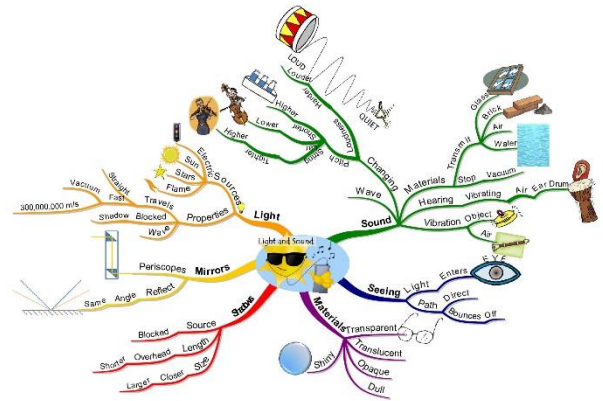 Light and Sound
Light
Sources
Electric
Sun
Stars
Flame
Properties
Travels
Straight
Fast
Vacuum
300,000,000 m/s
Blocked
Shadow
Wave
Mirrors
Periscopes
Reflect
Angle
Same
Source
Blocked
Length
Overhead
Shorter
Size
Closer
Larger
Materials
Transparent
Translucent
Opaque
Dull
Shiny
Seeing
Light
Enters
EYE
Path
Direct
Bounces Off
Sound
Changing
Loudness
Harder
Louder
LOUD
QUIET
Pitch
String
Shorter
Higher
Lower
Tighter
Higher
Wave
Materials
Transmit
Glass
Brick
Air
Water
Stop
Vacuum
Hearing
Vibrating
Air
Ear Drum
Vibration
Object
Air